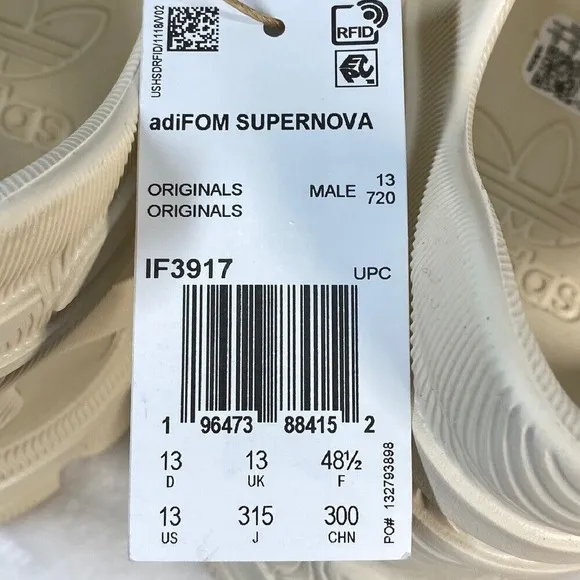 USHSDRFID/1118/V02
RFID
adiFOM SUPERNOVA
ORIGINALS MALE 13
ORIGINALS 720
IF3917 UPC
1 96473 88415 2
13 13 48½
D UK F
13 315 300
US J CHN
PO# 132793898